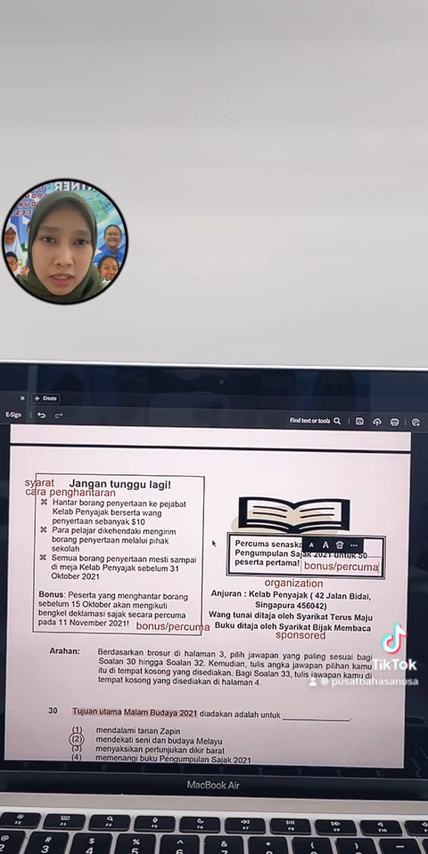 Create
E-Sign
Find text or tools
syarat
Jangan tunggu lagi!
cara penghantaran
Hantar borang penyertaan ke pejabat
Kelab Penyajak berserta wang
penyertaan sebanyak $10
Para pelajar dikehendaki mengirim
borang penyertaan melalui pihak
sekolah
Semua borang penyertaan mesti sampai
di meja Kelab Penyajak sebelum 31
Oktober 2021
Bonus: Peserta yang menghantar borang
sebelum 15 Oktober akan mengikuti
bengkel deklamasi sajak secara percuma
pada 11 November 2021!
bonus/percuma
Percuma
Pengumpulan Sajak 2021 untuk 30
peserta pertama!
bonus/percuma
organization
Anjuran : Kelab Penyajak ( 42 Jalan Bidai,
Singapura 456042)
Wang tunai ditaja oleh Syarikat Terus Maju
Buku ditaja oleh Syarikat Bijak Membaca
sponsored
TikTok
@pusatbahasanusa
Arahan:
Berdasarkan brosur di halaman 3, pilih jawapan yang paling sesuai bagi
Soalan 30 hingga Soalan 32. Kemudian, tulis angka jawapan pilihan kamu
itu di tempat kosong yang disediakan. Bagi Soalan 33, tulis jawapan kamu di
tempat kosong yang disediakan di halaman 4.
30 Tujuan utama Malam Budaya 2021 diadakan adalah untuk
(1) mendalami tarian Zapin
(2) mendekati seni dan budaya Melayu
(3) menyaksikan pertunjukan dikir barat
(4) memenangi buku Pengumpulan Sajak 2021
MacBook Air